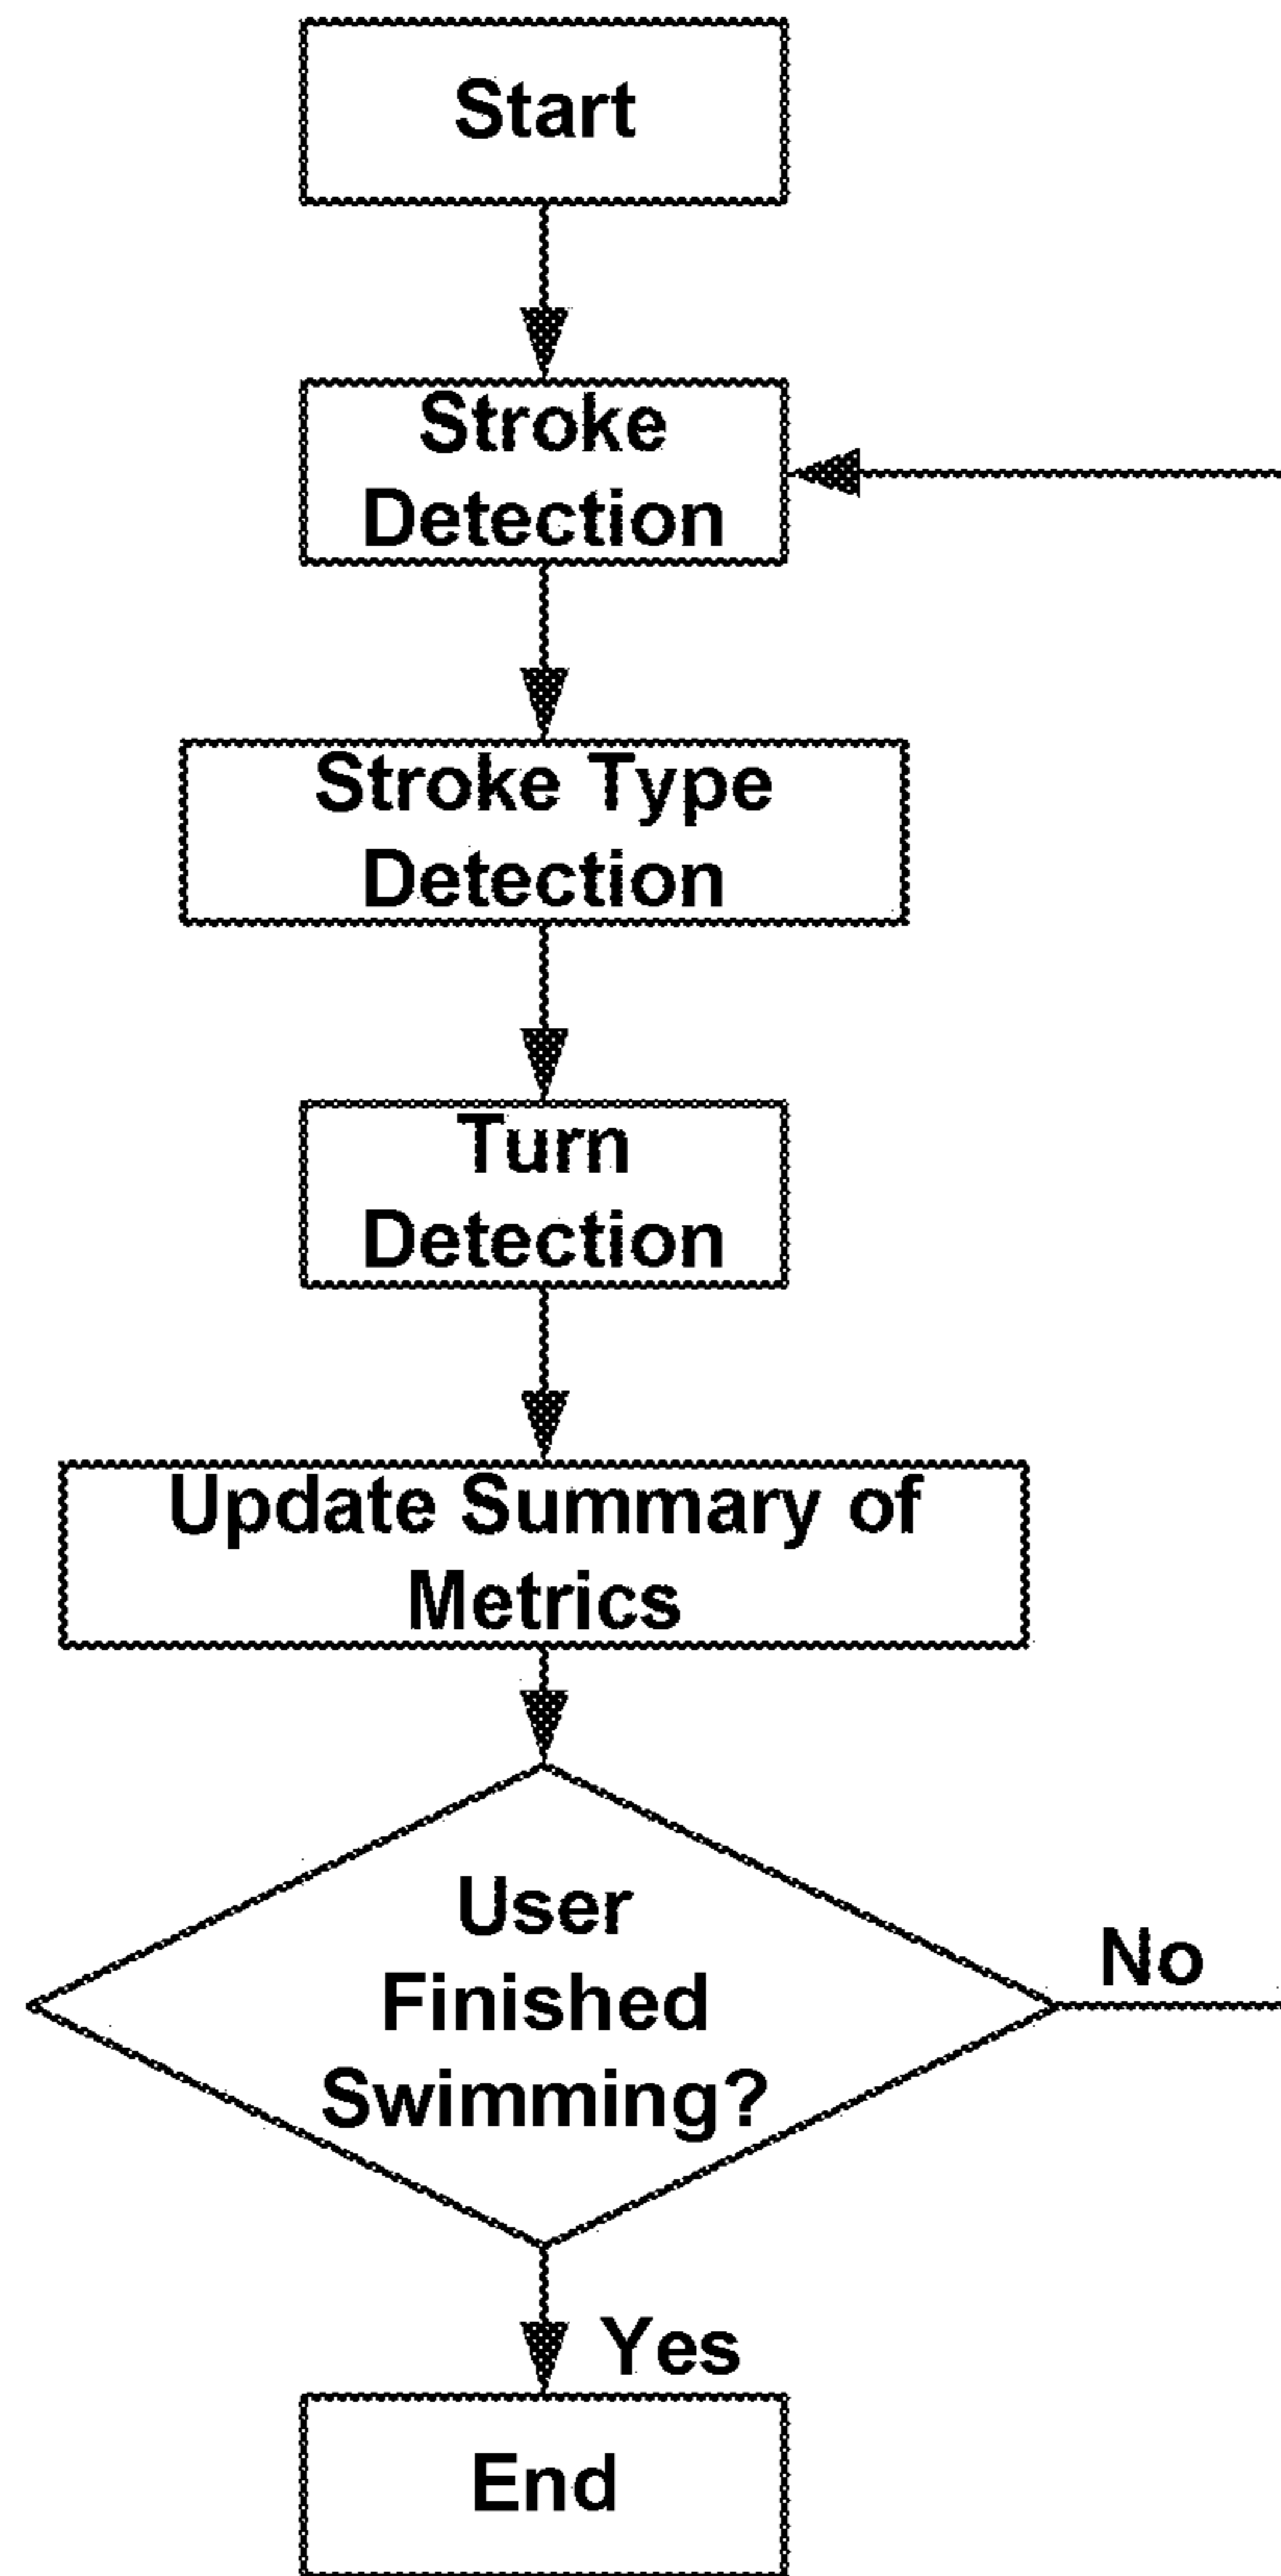 Start
Stroke
Detection
Stroke Type
Detection
Turn
Detection
Update Summary of
Metrics
User
Finished
Swimming?
No
Yes
End